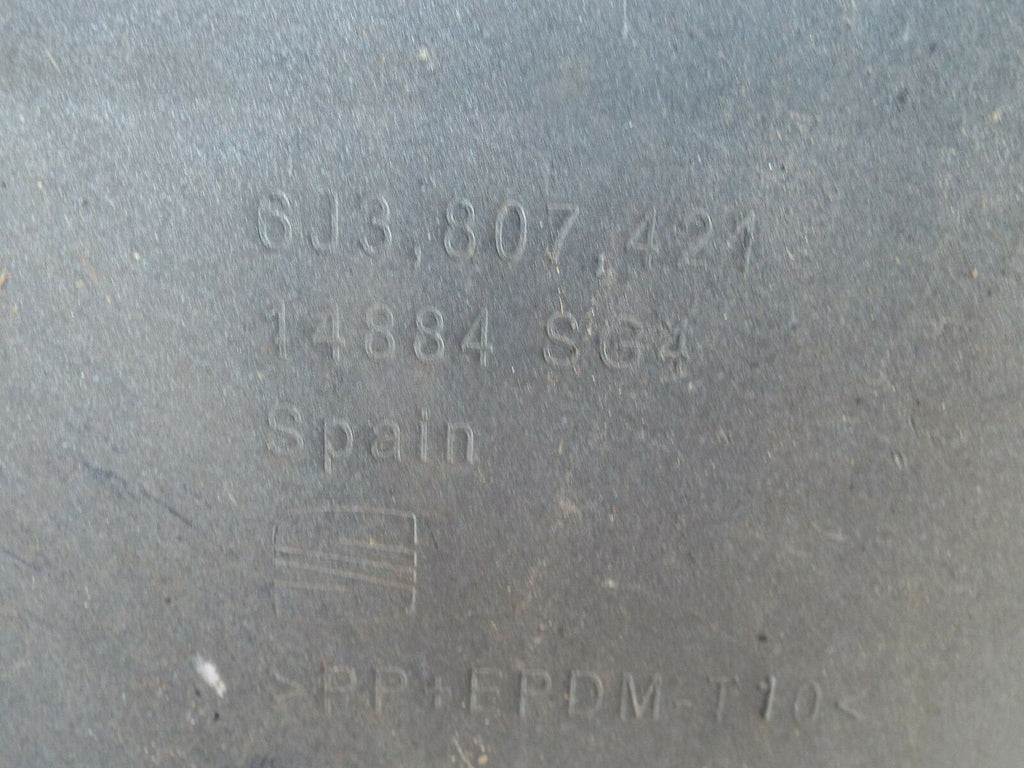 6J3,807,421
14884 SG4
Spain
>PP+EPDM-T10<